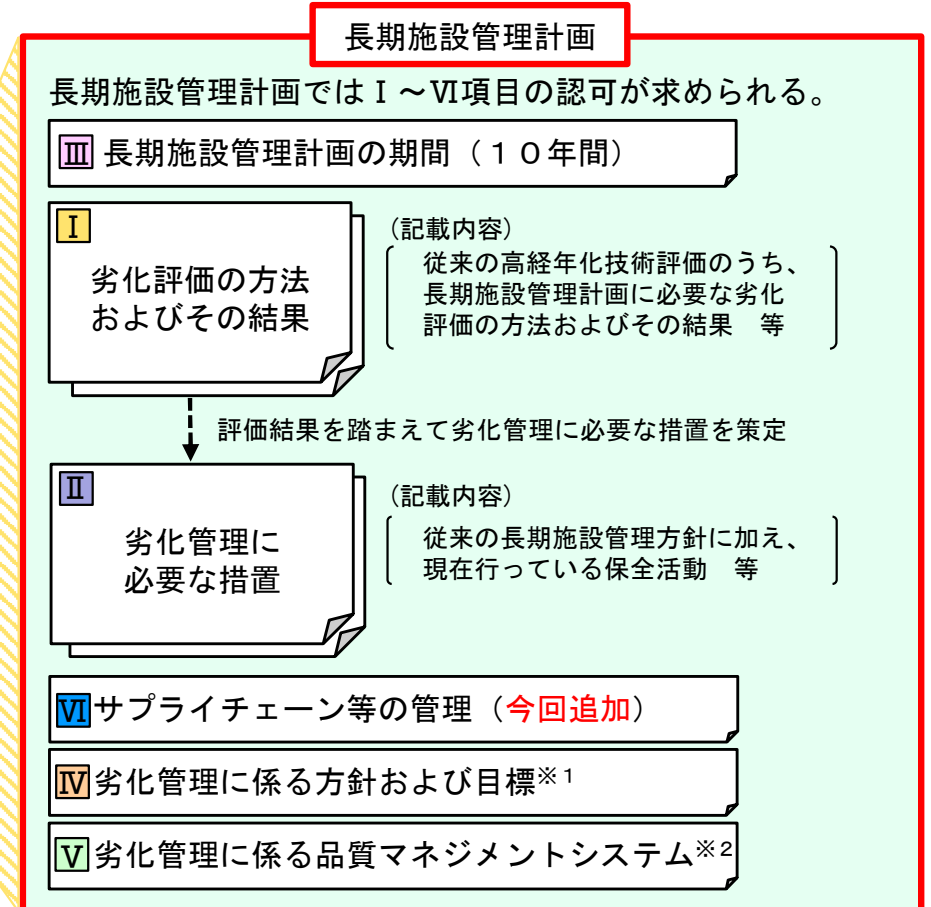 長期施設管理計画
長期施設管理計画ではⅠ～Ⅵ項目の認可が求められる。
Ⅲ 長期施設管理計画の期間（１０年間）
Ⅰ
劣化評価の方法
およびその結果
（記載内容）
従来の高経年化技術評価のうち、
長期施設管理計画に必要な劣化
評価の方法およびその結果　等
評価結果を踏まえて劣化管理に必要な措置を策定
Ⅱ
劣化管理に
必要な措置
（記載内容）
従来の長期施設管理方針に加え、
現在行っている保全活動　等
Ⅵ サプライチェーン等の管理（今回追加）
Ⅳ 劣化管理に係る方針および目標※１
Ⅴ 劣化管理に係る品質マネジメントシステム※２